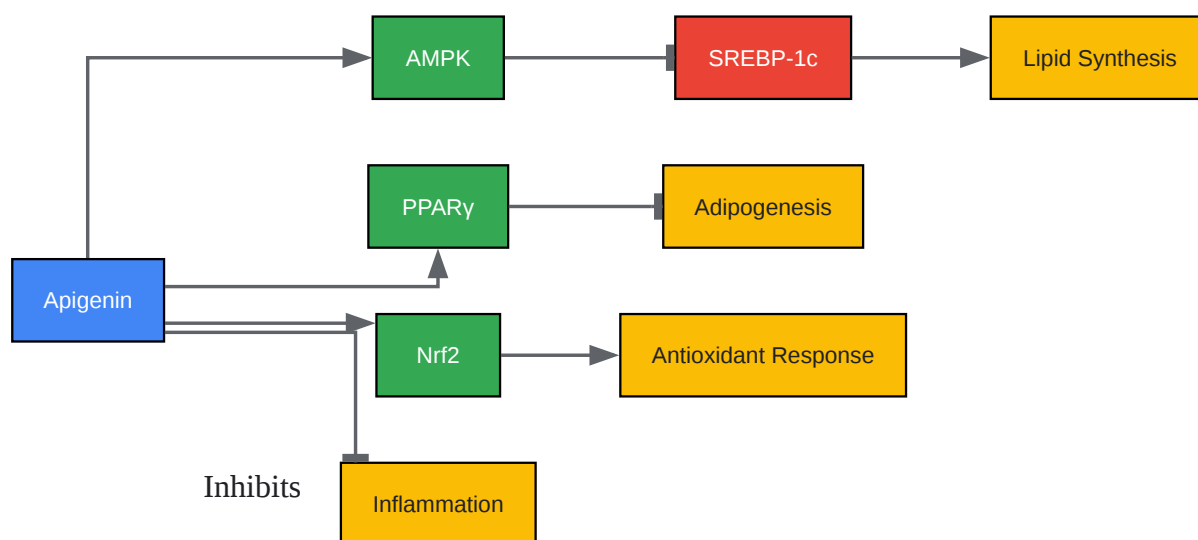 AMPK
SREBP-1c
Lipid Synthesis
PPARγ
Adipogenesis
Apigenin
Nrf2
Antioxidant Response
Inhibits
Inflammation